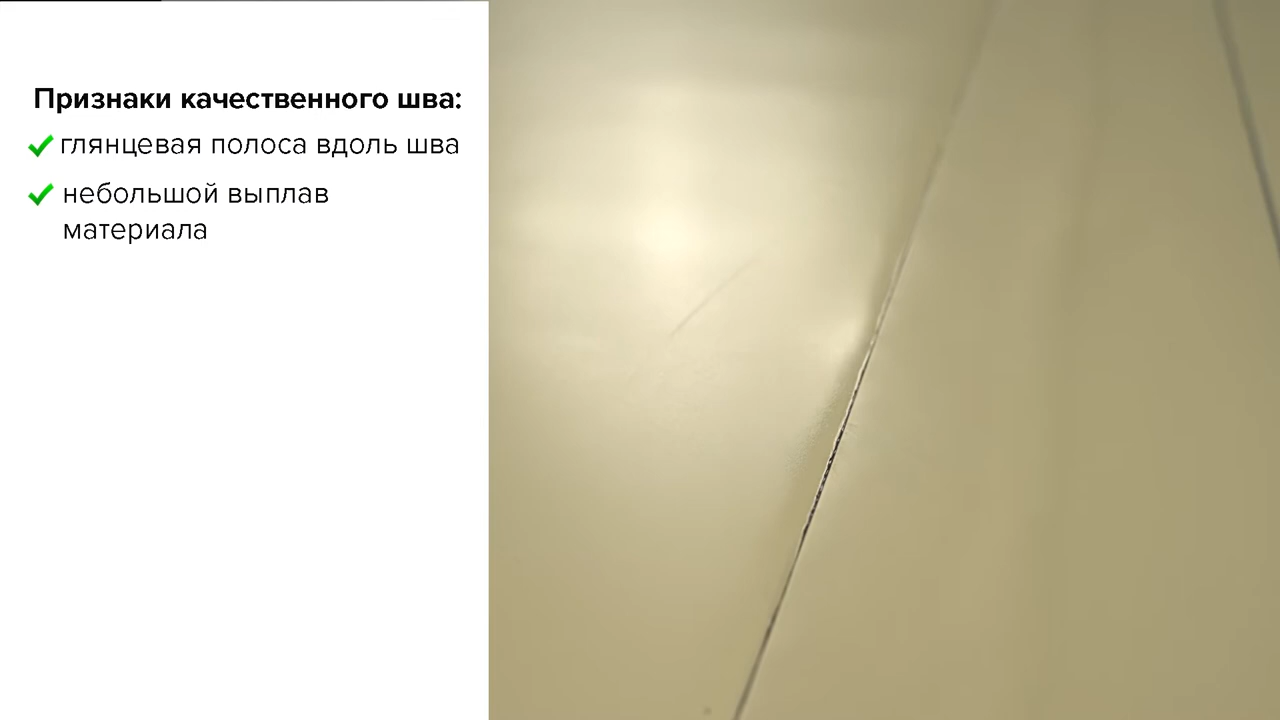 Признаки качественного шва:
глянцевая полоса вдоль шва
небольшой выплав
материала